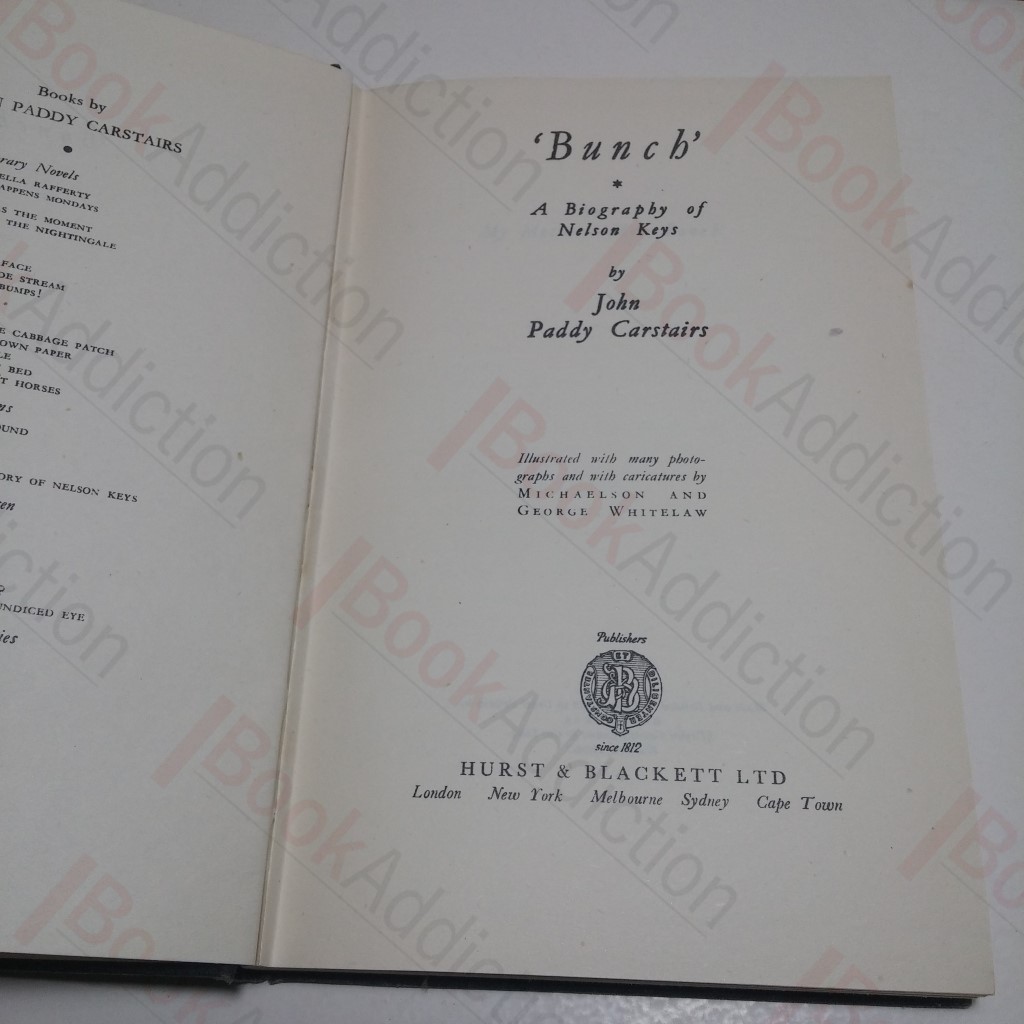 Books by
N PADDY CARSTAIRS
rary Novels
ELLA RAFFERTY
APPENS MONDAYS
S THE MOMENT
THE NIGHTINGALE
FACE
DE STREAM
BUMPS!
E CABBAGE PATCH
OWN PAPER
LE
BED
T HORSES
ns
OUND
ORY OF NELSON KEYS
en
UNDICED EYE
ies
'Bunch'
*
A Biography of
Nelson Keys
by
John
Paddy Carstairs
Illustrated with many photo-
graphs and with caricatures by
MICHAELSON AND
GEORGE WHITELAW
Publishers
since 1812
HURST & BLACKETT LTD
London New York Melbourne Sydney Cape Town
BookAddiction